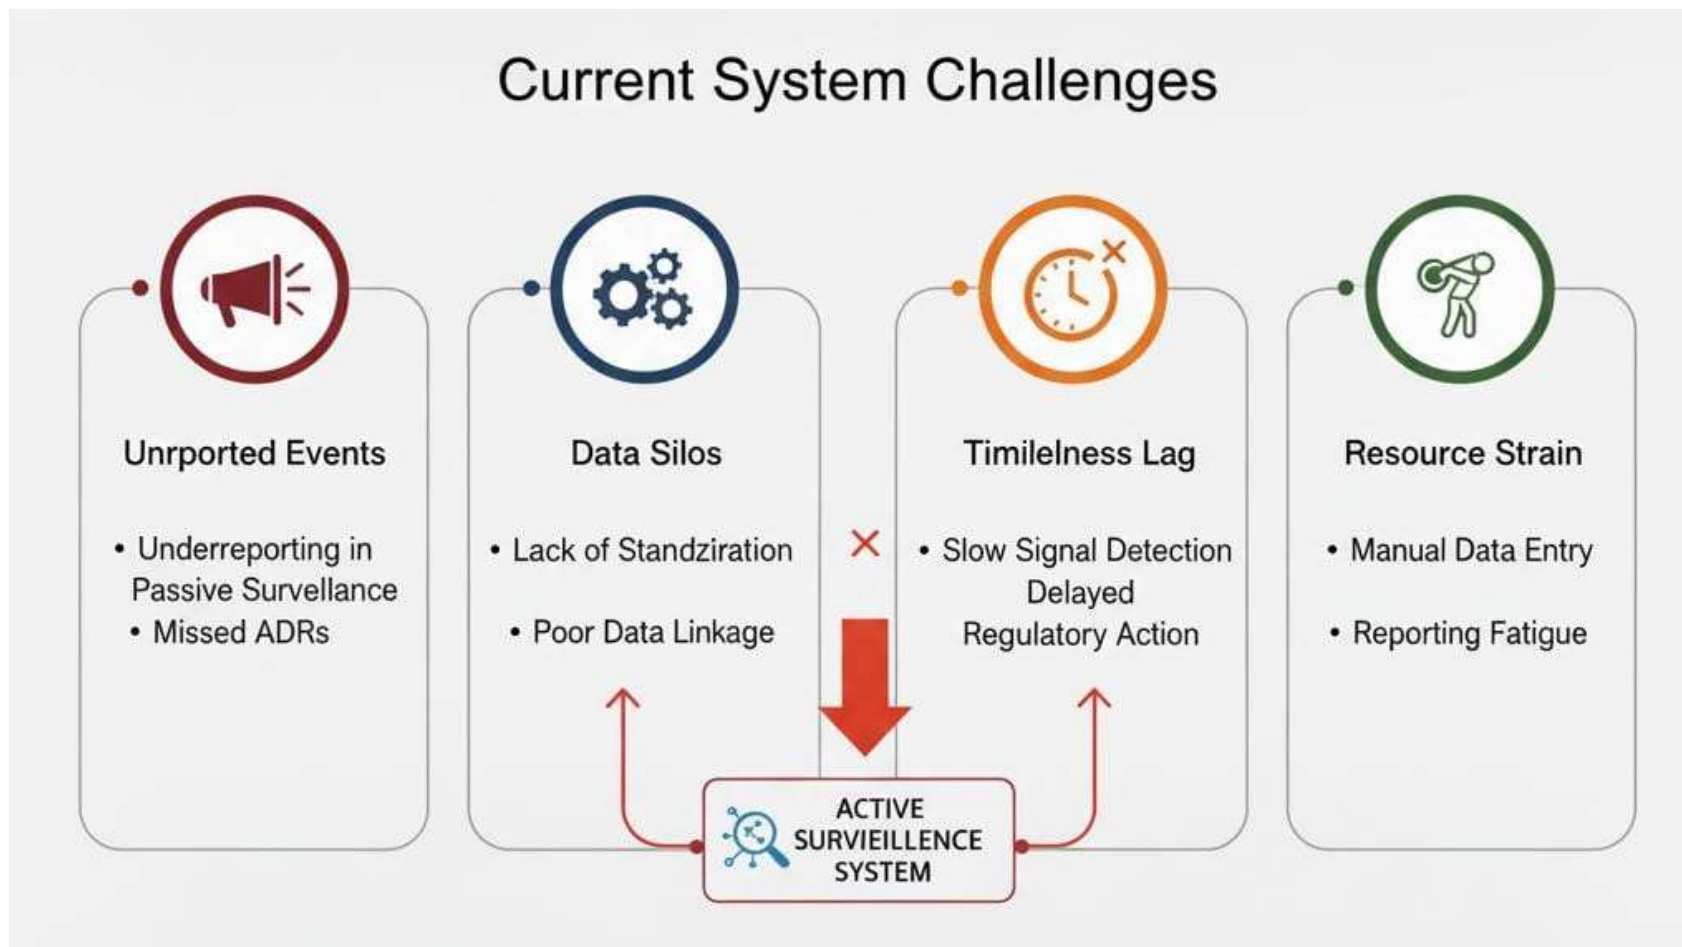 Current System Challenges
Unrported Events
• Underreporting in
Passive Survellance
• Missed ADRs
Data Silos
• Lack of Standziration
• Poor Data Linkage
Timilelness Lag
• Slow Signal Detection
Delayed
Regulatory Action
Resource Strain
• Manual Data Entry
• Reporting Fatigue
ACTIVE
SURVIEILLENCE
SYSTEM